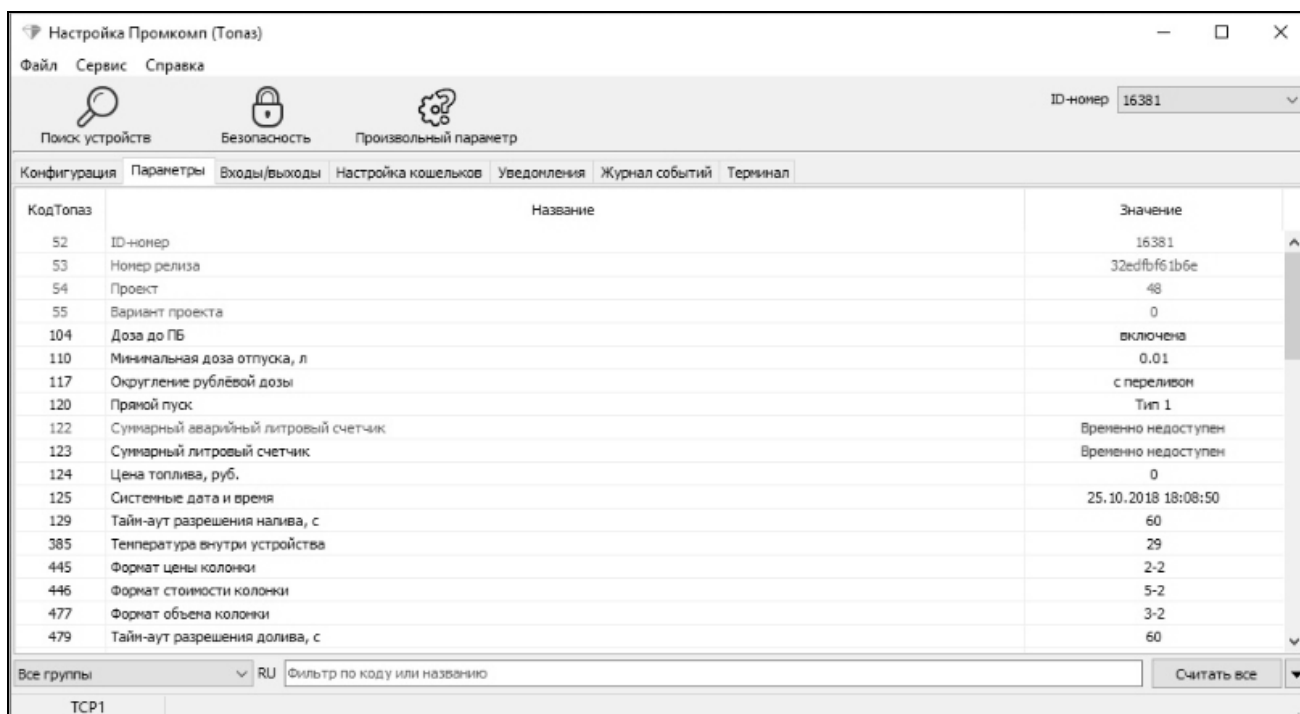 Настройка Промкомп (Топаз)
Файл Сервис Справка
Поиск устройств Безопасность Произвольный параметр ID-номер 16381
Конфигурация Параметры Входы/выходы Настройка кошельков Уведомления Журнал событий Терминал
КодТопаз Название Значение
52 ID-номер 16381
53 Номер релиза 32edfbf61b6e
54 Проект 48
55 Вариант проекта 0
104 Доза до ПБ включена
110 Минимальная доза отпуска, л 0.01
117 Округление рублёвой дозы с переливом
120 Прямой пуск Тип 1
122 Суммарный аварийный литровый счетчик Временно недоступен
123 Суммарный литровый счетчик Временно недоступен
124 Цена топлива, руб. 0
125 Системные дата и время 25.10.2018 18:08:50
129 Тайм-аут разрешения налива, с 60
385 Температура внутри устройства 29
445 Формат цены колонки 2-2
446 Формат стоимости колонки 5-2
477 Формат объема колонки 3-2
479 Тайм-аут разрешения долива, с 60
Все группы RU Фильтр по коду или названию Считать все
TCP1